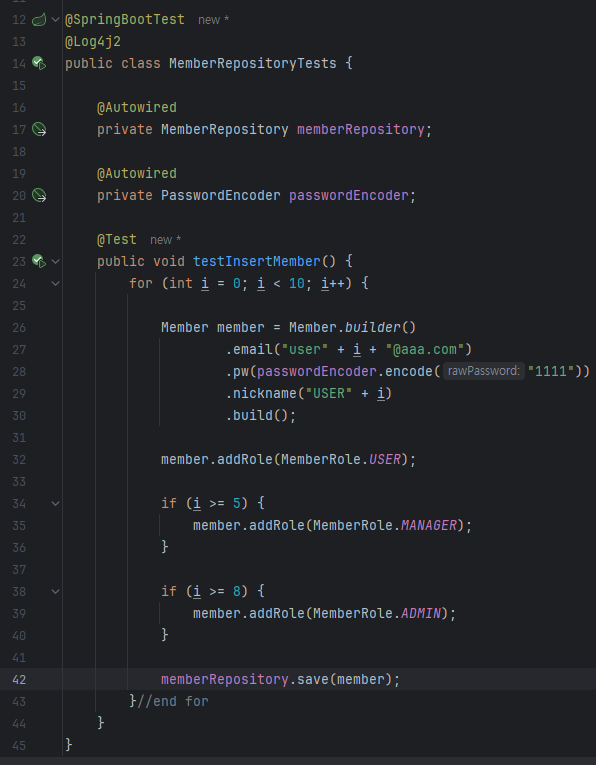 12 @SpringBootTest new *
13 @Log4j2
14 public class MemberRepositoryTests {
15
16 @Autowired
17 private MemberRepository memberRepository;
18
19 @Autowired
20 private PasswordEncoder passwordEncoder;
21
22 @Test new *
23 public void testInsertMember() {
24 for (int i = 0; i < 10; i++) {
25
26 Member member = Member.builder()
27 .email("user" + i + "@aaa.com")
28 .pw(passwordEncoder.encode( rawPassword: "1111"))
29 .nickname("USER" + i)
30 .build();
31
32 member.addRole(MemberRole.USER);
33
34 if (i >= 5) {
35 member.addRole(MemberRole.MANAGER);
36 }
37
38 if (i >= 8) {
39 member.addRole(MemberRole.ADMIN);
40 }
41
42 memberRepository.save(member);
43 }//end for
44 }
45 }